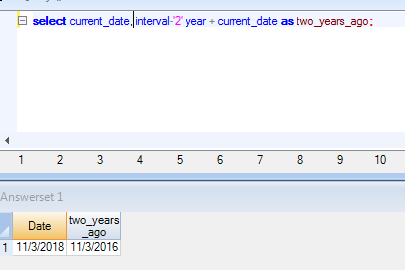 select current_date, interval-'2' year + current_date as two_years_ago;
1 2 3 4 5 6 7 8 9 10
Answerset 1
Date two_years
_ago
1 11/3/2018 11/3/2016